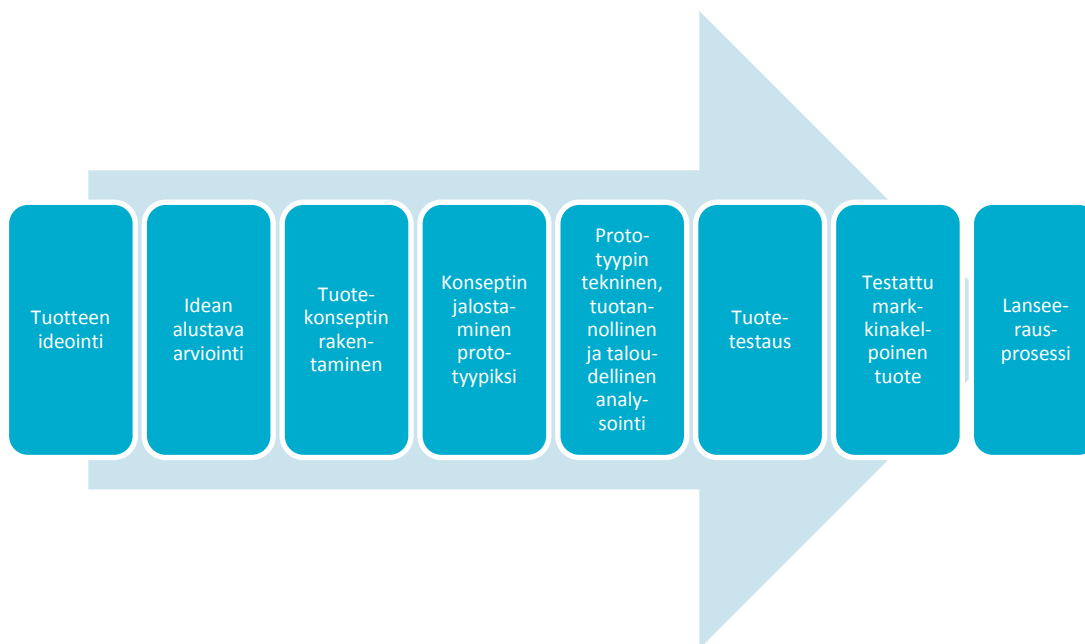 Tuotteen
ideointi
Idean
alustava
arviointi
Tuote-
konseptin
raken-
taminen
Konseptin
jalosta-
minen
proto-
tyypiksi
Proto-
tyypin
tekninen,
tuotan-
nollinen
ja talou-
dellinen
analy-
sointi
Tuote-
testaus
Testattu
mark-
kinakel-
poinen
tuote
Lansee-
raus-
prosessi